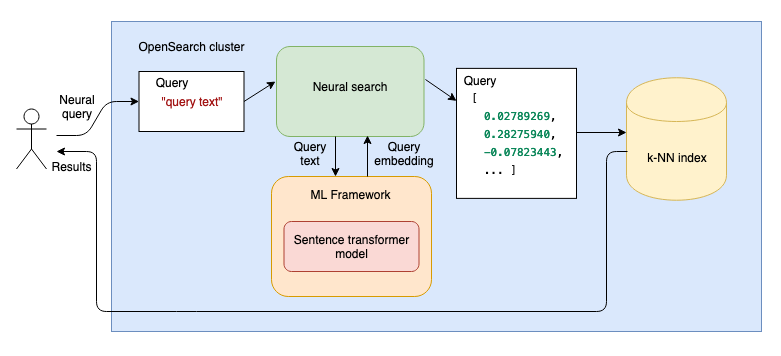 OpenSearch cluster
Neural
query
Results
Query
"query text"
Neural search
Query
text
Query
embedding
ML Framework
Sentence transformer
model
Query
[
0.02789269,
0.28275940,
-0.07823443,
... ]
k-NN index